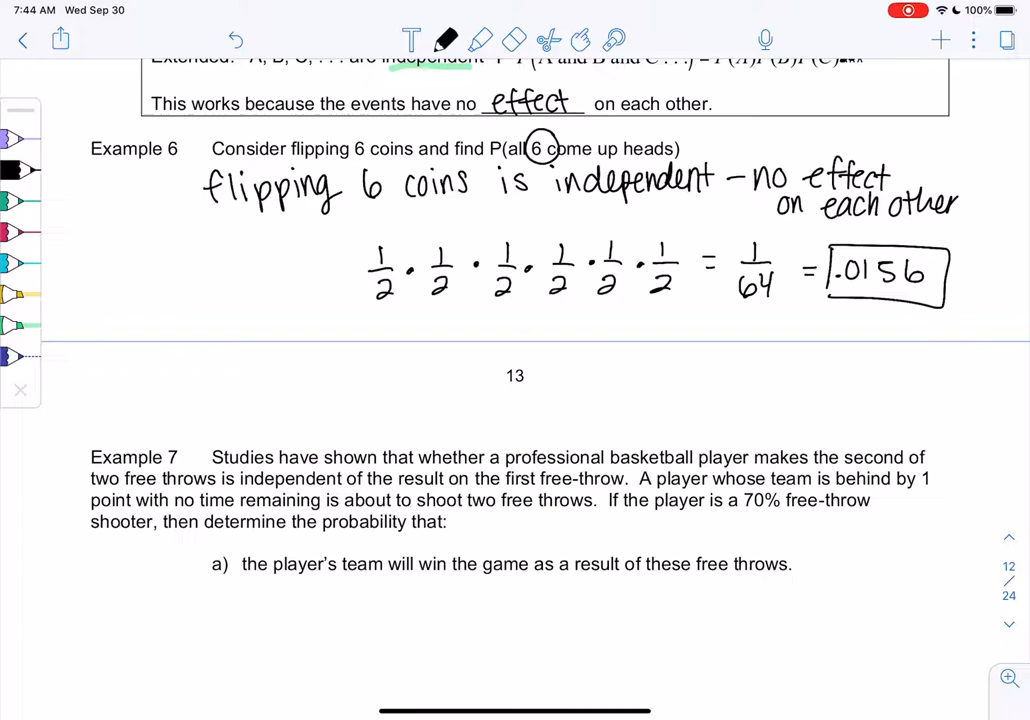 7:44 AM Wed Sep 30
100%
Extended: A, B, C, . . . are independent P(A and B and C . . .) = P(A)P(B)P(C)
This works because the events have no effect on each other.
Example 6 Consider flipping 6 coins and find P(all 6 come up heads)
flipping 6 coins is independent - no effect
on each other
1/2 · 1/2 · 1/2 · 1/2 · 1/2 · 1/2 = 1/64 = .0156
13
Example 7 Studies have shown that whether a professional basketball player makes the second of
two free throws is independent of the result on the first free-throw. A player whose team is behind by 1
point with no time remaining is about to shoot two free throws. If the player is a 70% free-throw
shooter, then determine the probability that:
a) the player's team will win the game as a result of these free throws.
12
/
24